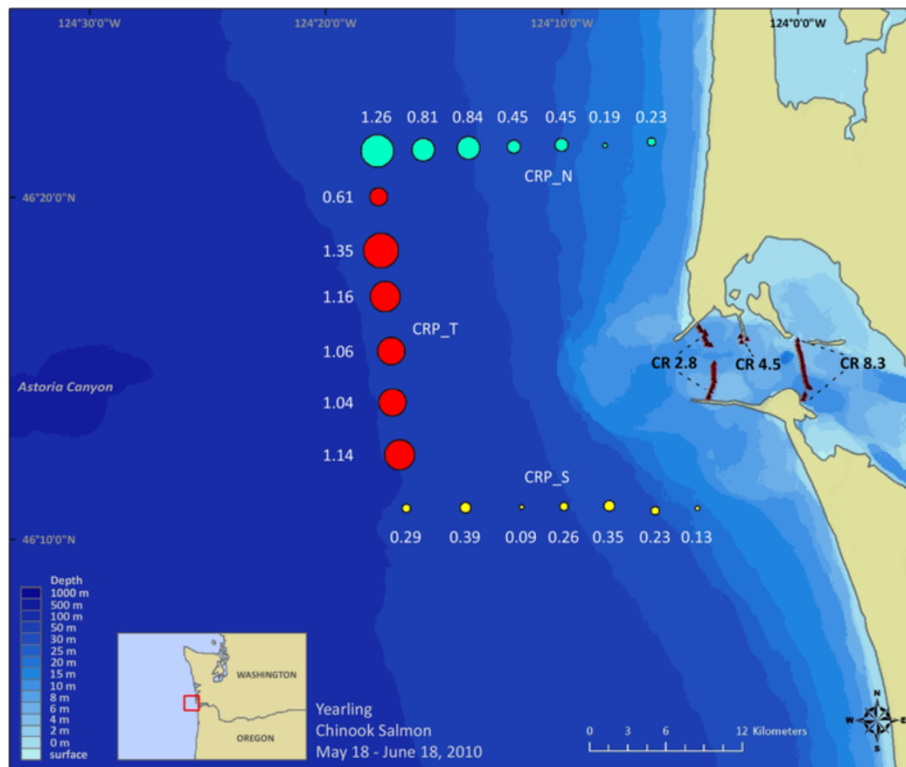 124°30'0"W 124°20'0"W 124°10'0"W 124°0'0"W
1.26 0.81 0.84 0.45 0.45 0.19 0.23
CRP_N
46°20'0"N
0.61
1.35
1.16
CRP_T
1.06
CR 2.8 CR 4.5 CR 8.3
Astoria Canyon
1.04
1.14
CRP_S
0.29 0.39 0.09 0.26 0.35 0.23 0.13
46°10'0"N
Depth
1000 m
500 m
100 m
50 m
30 m
25 m
20 m
15 m
10 m
8 m
6 m
4 m
2 m
0 m
surface
WASHINGTON
OREGON
Yearling
Chinook Salmon
May 18 - June 18, 2010
0 3 6 12 Kilometers
N
W E
S